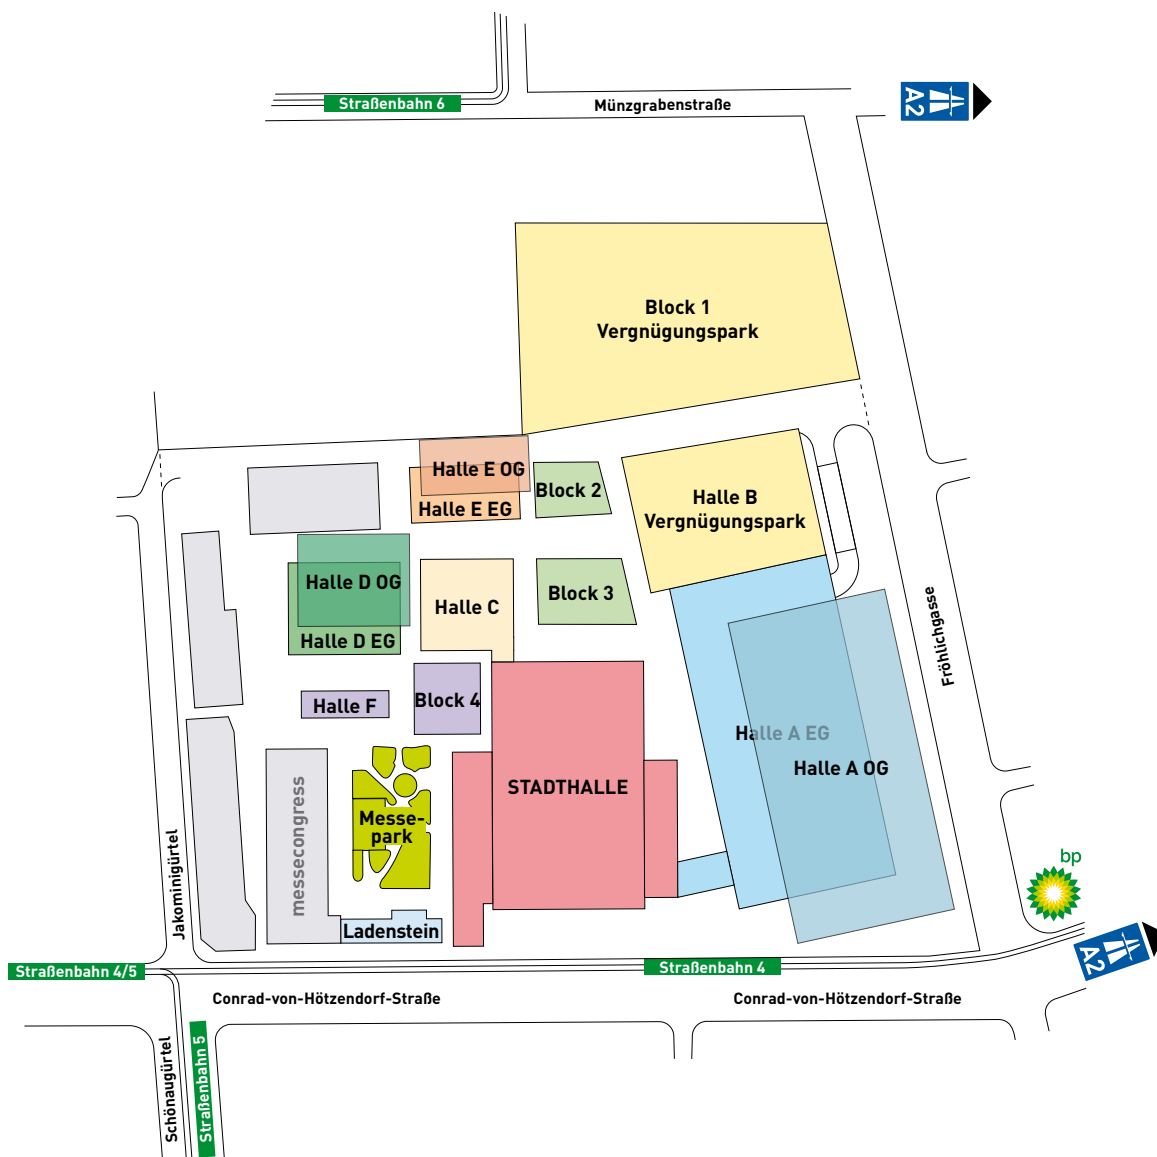 Straßenbahn 6
Münzgrabenstraße
A2
Block 1
Vergnügungspark
Halle E OG
Halle E EG
Block 2
Halle B
Vergnügungspark
Halle D OG
Halle D EG
Halle C
Block 3
Fröhlichgasse
Halle F
Block 4
Halle A EG
Halle A OG
STADTHALLE
messecongress
Messe-
park
Jakominigürtel
Ladenstein
bp
A2
Straßenbahn 4/5
Straßenbahn 4
Conrad-von-Hötzendorf-Straße
Conrad-von-Hötzendorf-Straße
Schönaugürtel
Straßenbahn 5